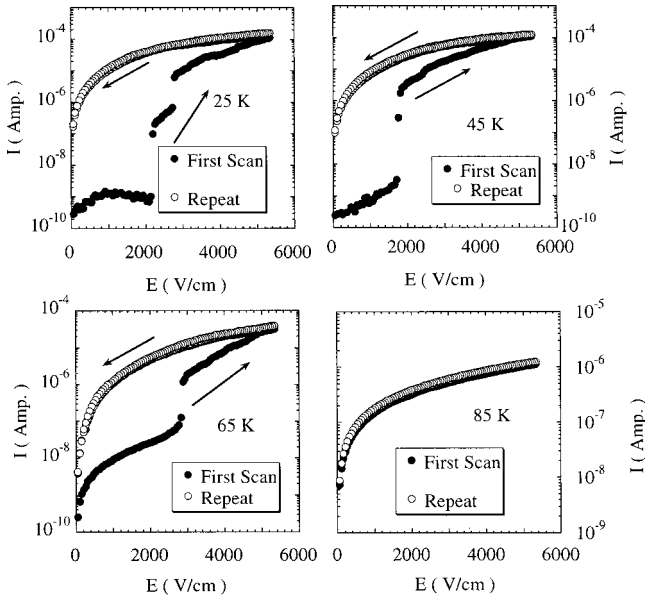 10⁻⁴
10⁻⁶
10⁻⁸
10⁻¹⁰
I ( Amp. )
25 K
First Scan
Repeat
0 2000 4000 6000
E ( V/cm )
10⁻⁴
10⁻⁶
10⁻⁸
10⁻¹⁰
I ( Amp. )
45 K
First Scan
Repeat
0 2000 4000 6000
E ( V/cm )
10⁻⁴
10⁻⁶
10⁻⁸
10⁻¹⁰
I ( Amp. )
65 K
First Scan
Repeat
0 2000 4000 6000
E ( V/cm )
10⁻⁵
10⁻⁶
10⁻⁷
10⁻⁸
10⁻⁹
I ( Amp. )
85 K
First Scan
Repeat
0 2000 4000 6000
E ( V/cm )